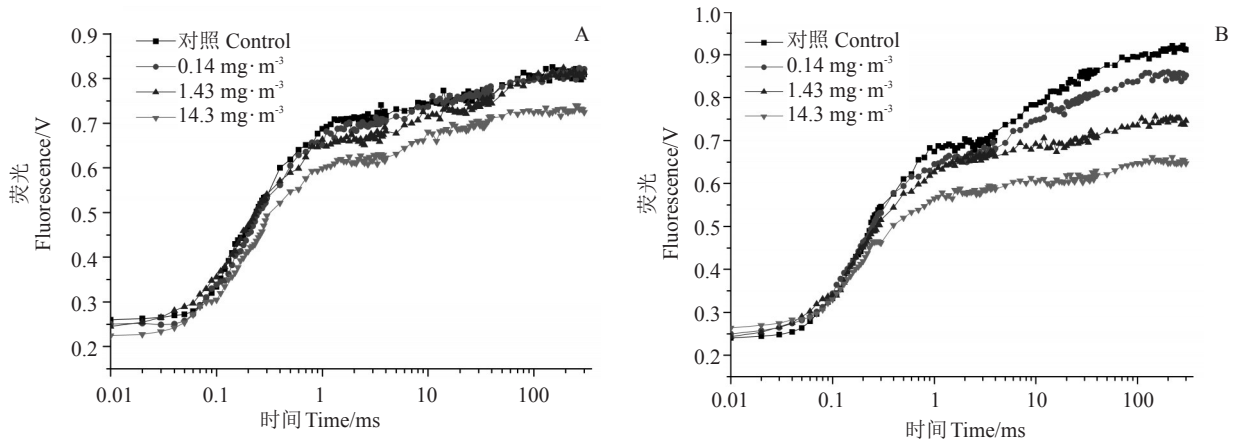 A
对照 Control
0.14 mg·m-3
1.43 mg·m-3
14.3 mg·m-3
0.9
0.8
0.7
0.6
0.5
0.4
0.3
0.2
荧光
Fluorescence/V
0.01
0.1
1
10
100
时间 Time/ms
B
对照 Control
0.14 mg·m-3
1.43 mg·m-3
14.3 mg·m-3
1.0
0.9
0.8
0.7
0.6
0.5
0.4
0.3
0.2
荧光
Fluorescence/V
0.01
0.1
1
10
100
时间 Time/ms